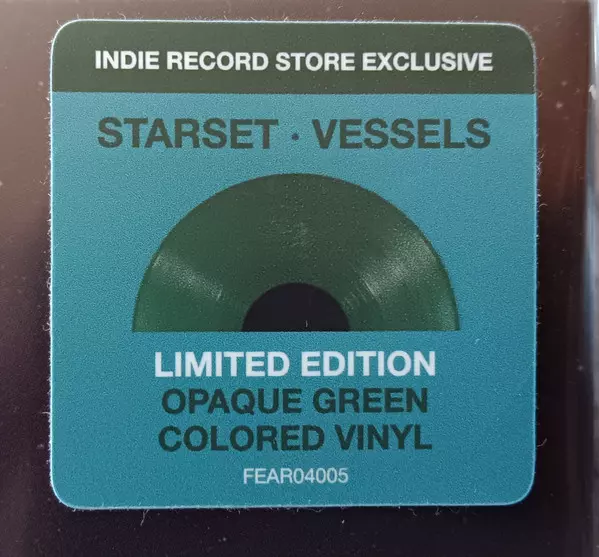 INDIE RECORD STORE EXCLUSIVE
STARSET · VESSELS
LIMITED EDITION
OPAQUE GREEN
COLORED VINYL
FEAR04005